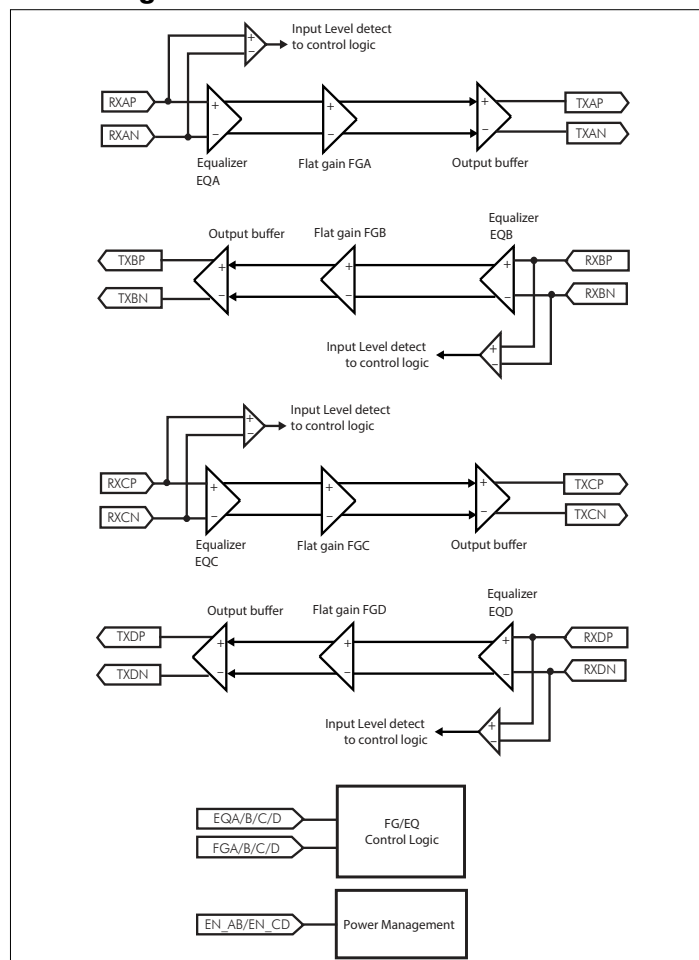 Input Level detect
to control logic
+
−
RXAP
RXAN
+
−
Equalizer
EQA
Flat gain FGA
+
−
Output buffer
TXAP
TXAN
Output buffer
Flat gain FGB
Equalizer
EQB
TXBP
TXBN
+
−
+
−
+
−
RXBP
RXBN
Input Level detect
to control logic
+
−
Input Level detect
to control logic
+
−
RXCP
RXCN
+
−
Equalizer
EQC
Flat gain FGC
+
−
Output buffer
TXCP
TXCN
Output buffer
Flat gain FGD
Equalizer
EQD
TXDP
TXDN
+
−
+
−
+
−
RXDP
RXDN
Input Level detect
to control logic
+
−
EQA/B/C/D
FGA/B/C/D
FG/EQ
Control Logic
EN_AB/EN_CD
Power Management